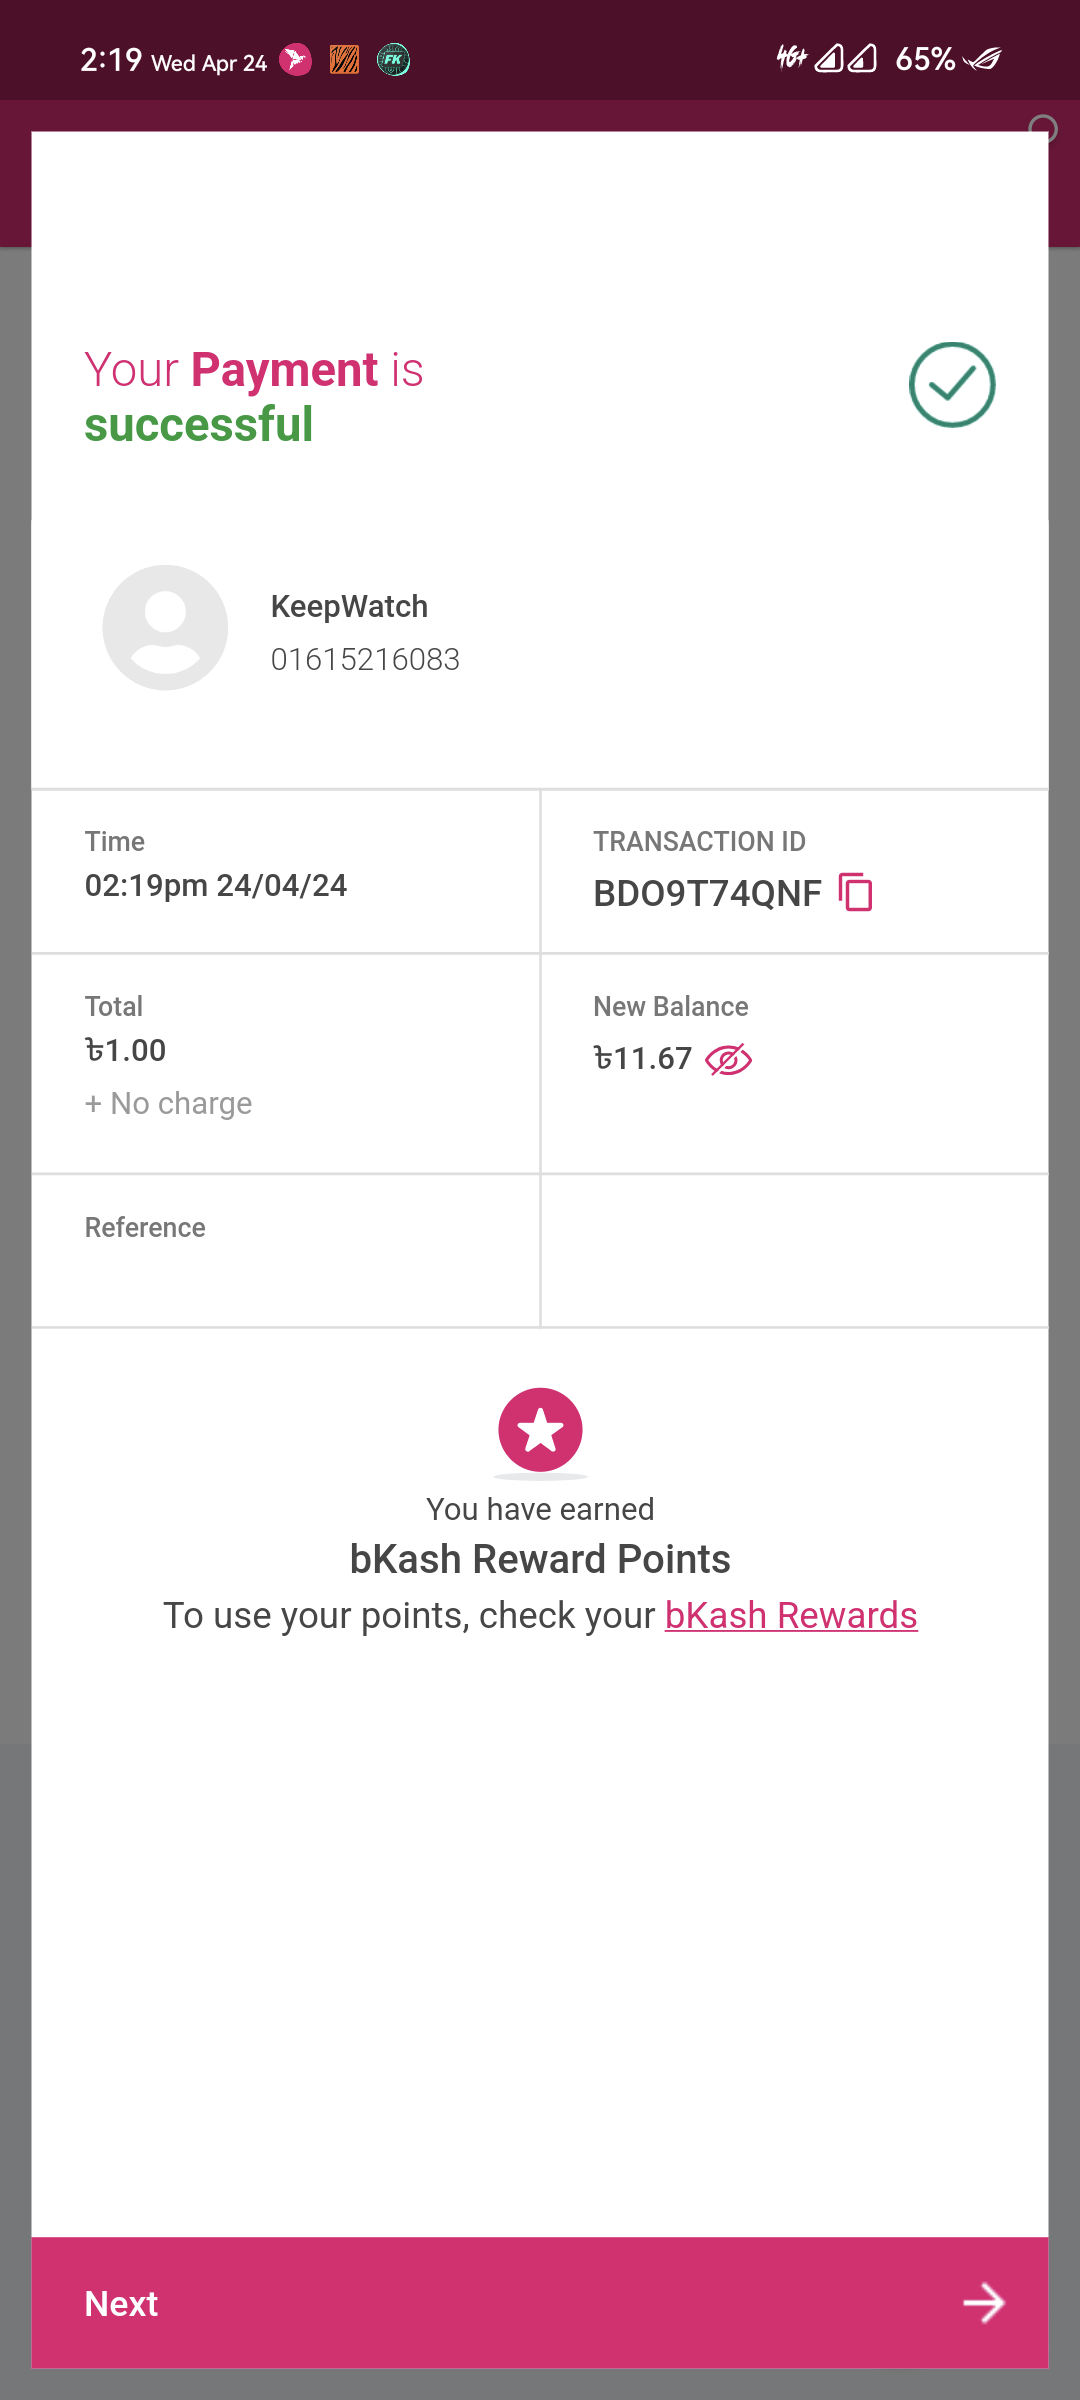 2:19 Wed Apr 24 FK 4G+ 65%
Your Payment is
successful
KeepWatch
01615216083
Time
02:19pm 24/04/24
TRANSACTION ID
BDO9T74QNF
Total
৳1.00
+ No charge
New Balance
৳11.67
Reference
You have earned
bKash Reward Points
To use your points, check your bKash Rewards
Next